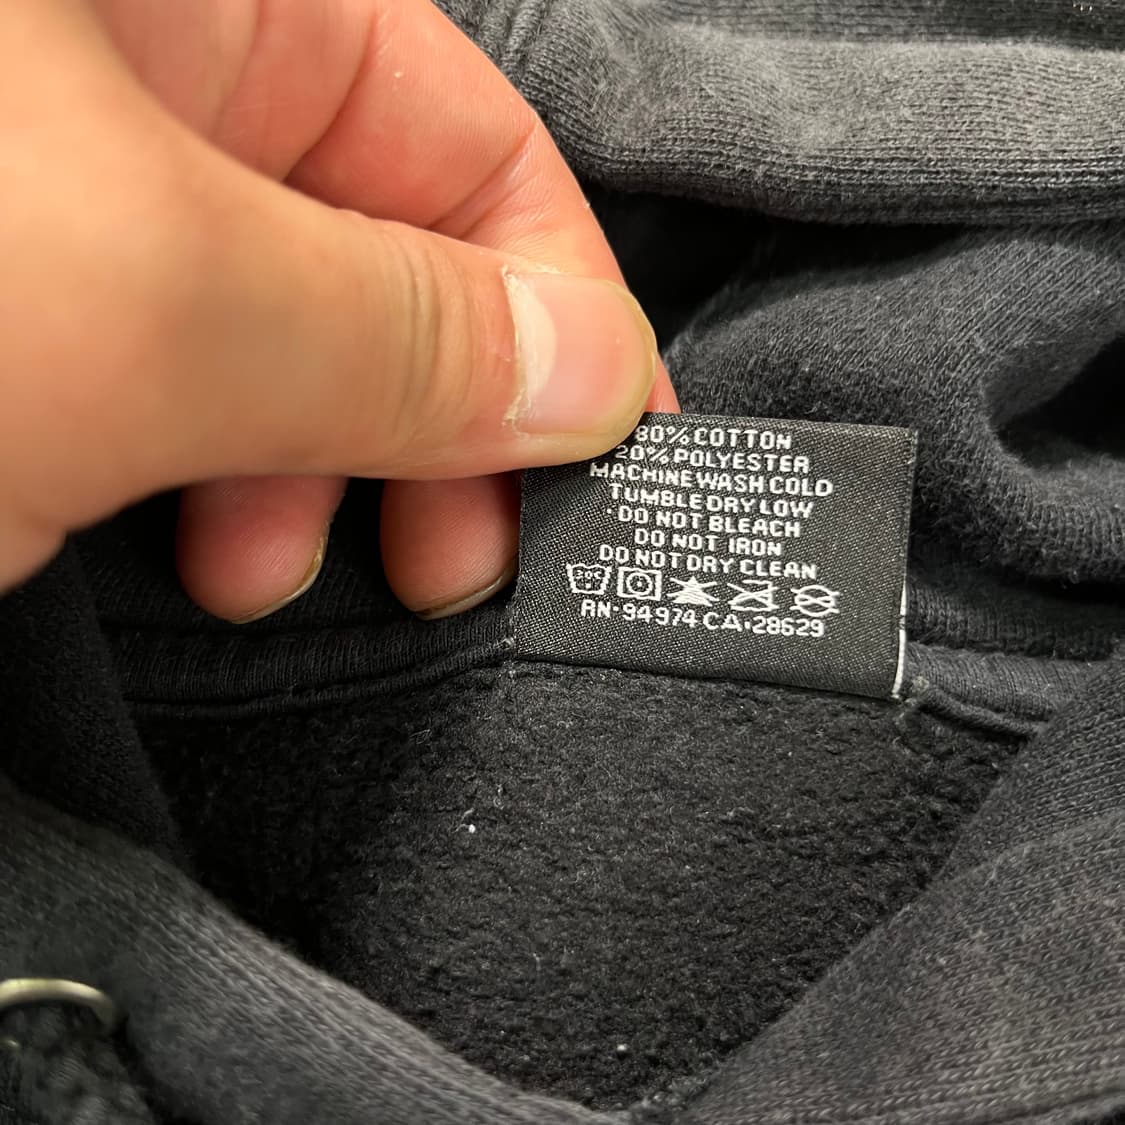 80% COTTON
20% POLYESTER
MACHINE WASH COLD
TUMBLE DRY LOW
DO NOT BLEACH
DO NOT IRON
DO NOT DRY CLEAN
RN·94974 CA·28629